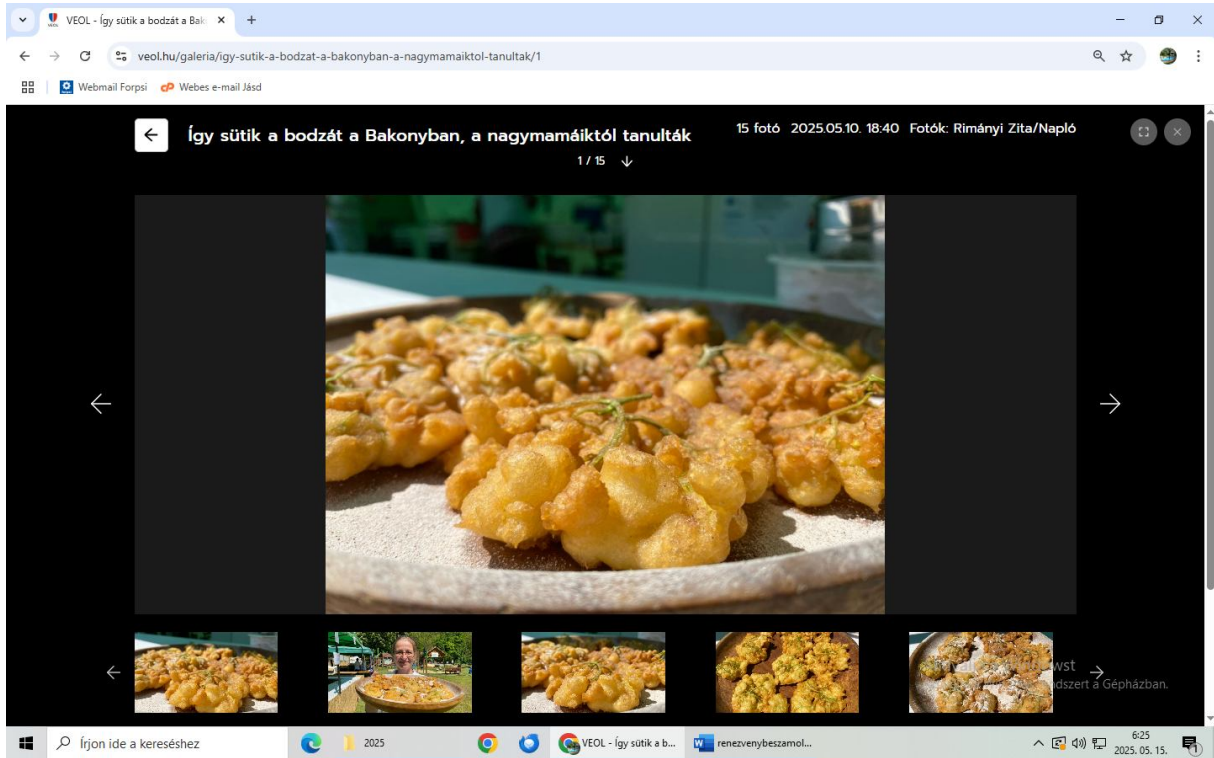 VEOL - Így sütik a bodzát a Bak
veol.hu/galeria/igy-sutik-a-bodzat-a-bakonyban-a-nagymamaiktol-tanultak/1
Webmail Forpsi Webes e-mail Jásd
Így sütik a bodzát a Bakonyban, a nagymamáiktól tanulták
15 fotó 2025.05.10. 18:40 Fotók: Rimányi Zita/Napló
1 / 15
a Gépházban.
Írjon ide a kereséshez
2025
VEOL - Így sütik a b...
renezvenybeszamol...
6:25
2025. 05. 15.
1